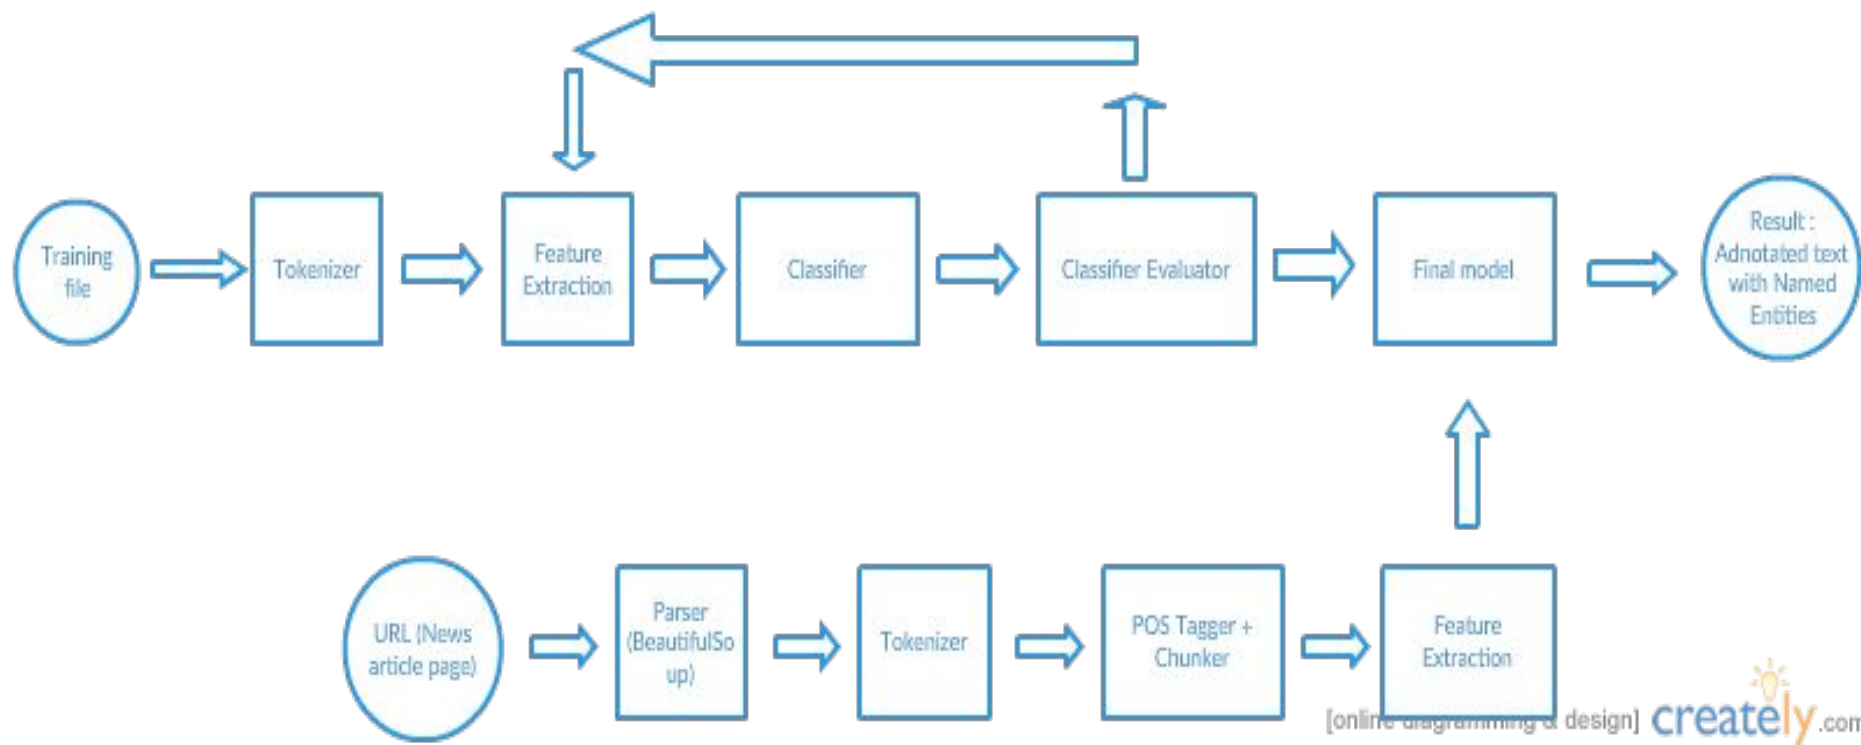 Training
file
Tokenizer
Feature
Extraction
Classifier
Classifier Evaluator
Final model
Result :
Adnotated text
with Named
Entities
URL (News
article page)
Parser
(BeautifulSo
up)
Tokenizer
POS Tagger +
Chunker
Feature
Extraction
[online diagramming & design] creately.com